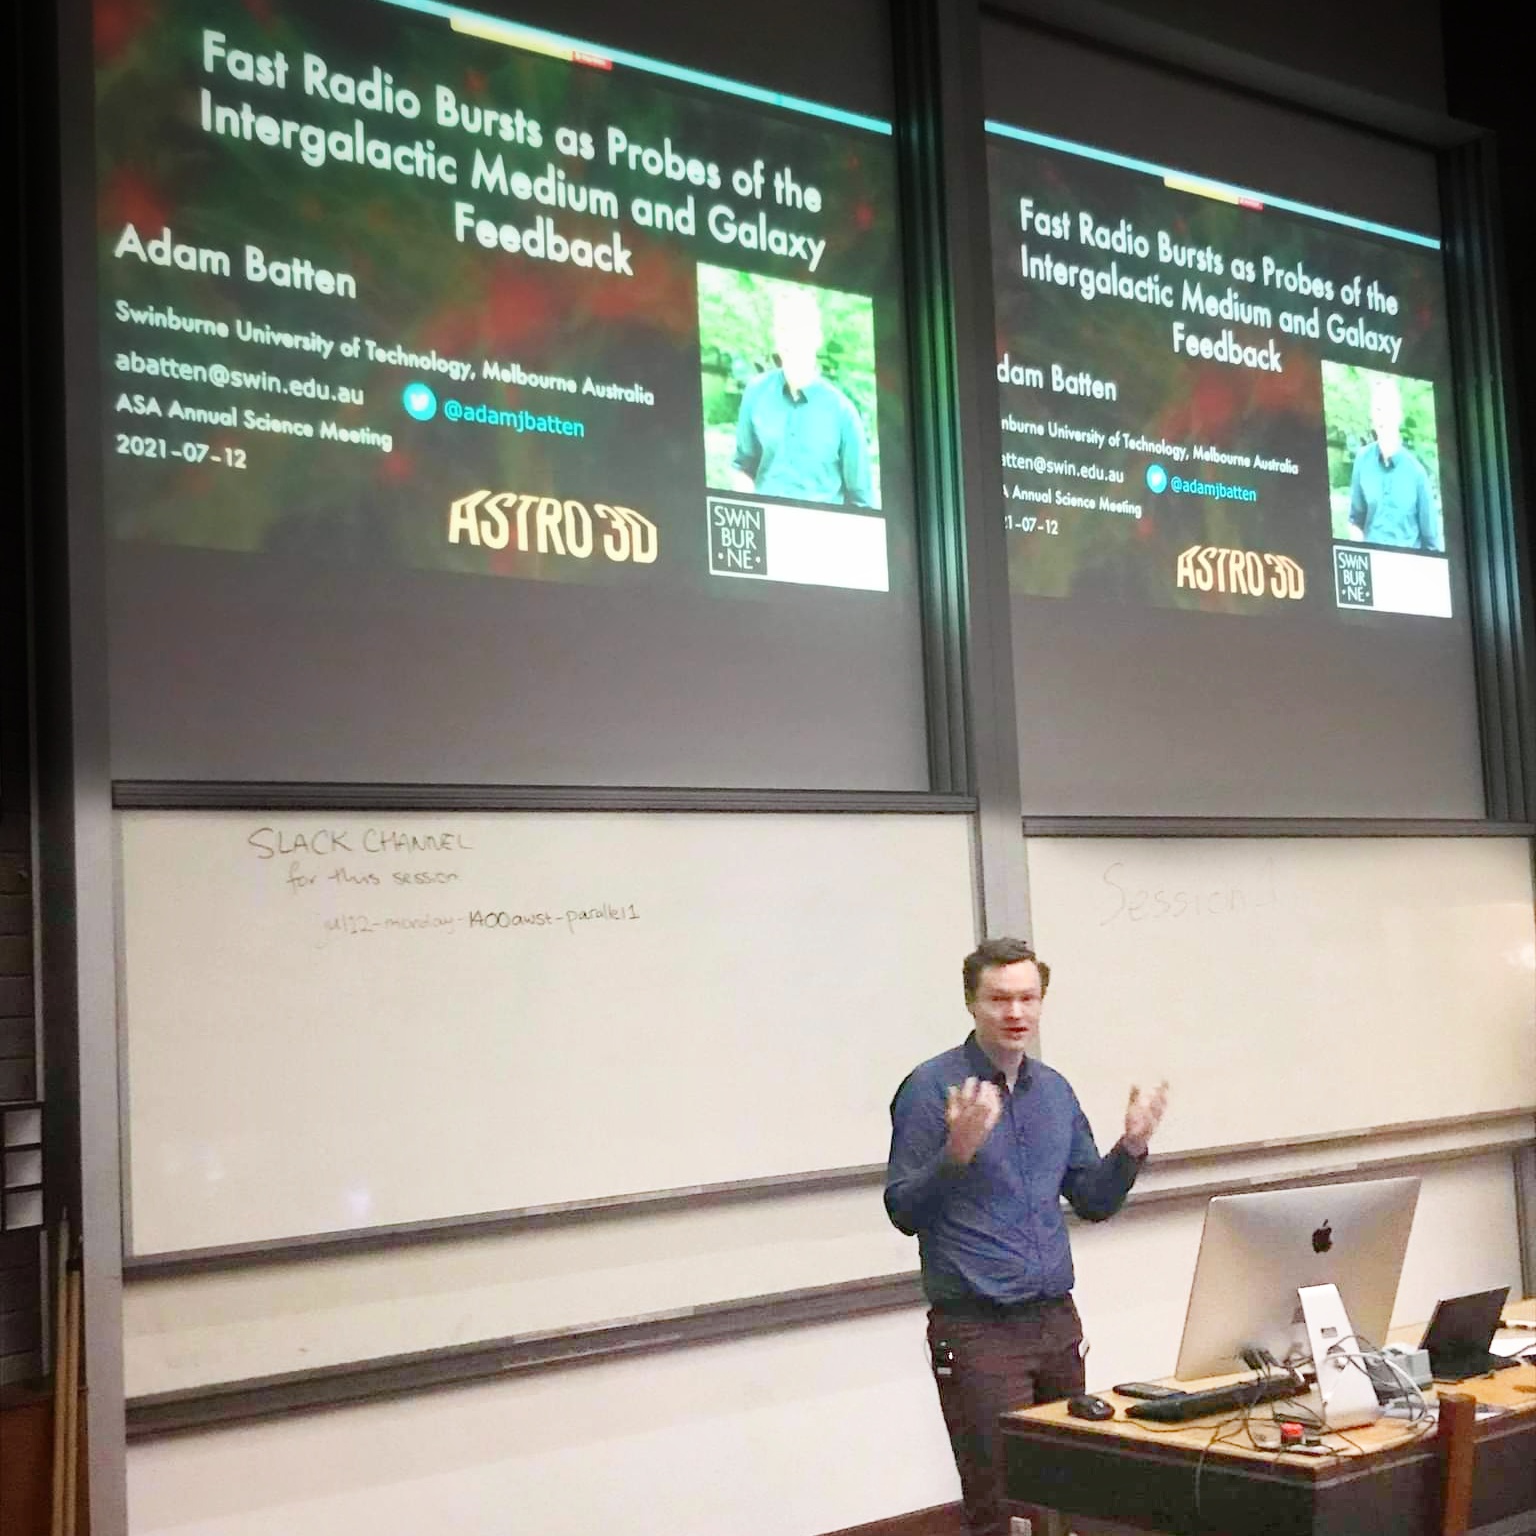 Fast Radio Bursts as Probes of the
Intergalactic Medium and Galaxy
Feedback
Adam Batten
Swinburne University of Technology, Melbourne Australia
abatten@swin.edu.au
@adamjbatten
ASA Annual Science Meeting
2021-07-12
ASTRO 3D
SWIN
BUR
•NE•
Fast Radio Bursts as Probes of the
Intergalactic Medium and Galaxy
Feedback
dam Batten
nburne University of Technology, Melbourne Australia
atten@swin.edu.au
@adamjbatten
A Annual Science Meeting
1-07-12
ASTRO 3D
SWIN
BUR
•NE•
SLACK CHANNEL
for this session
jul12-monday-1400awst-parallel1
Session 1